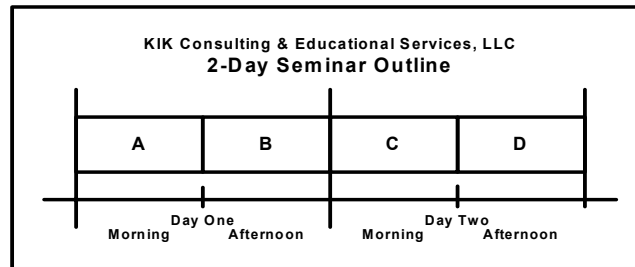 KIK Consulting & Educational Services, LLC
2-Day Seminar Outline
A B C D
Day One Day Two
Morning Afternoon Morning Afternoon